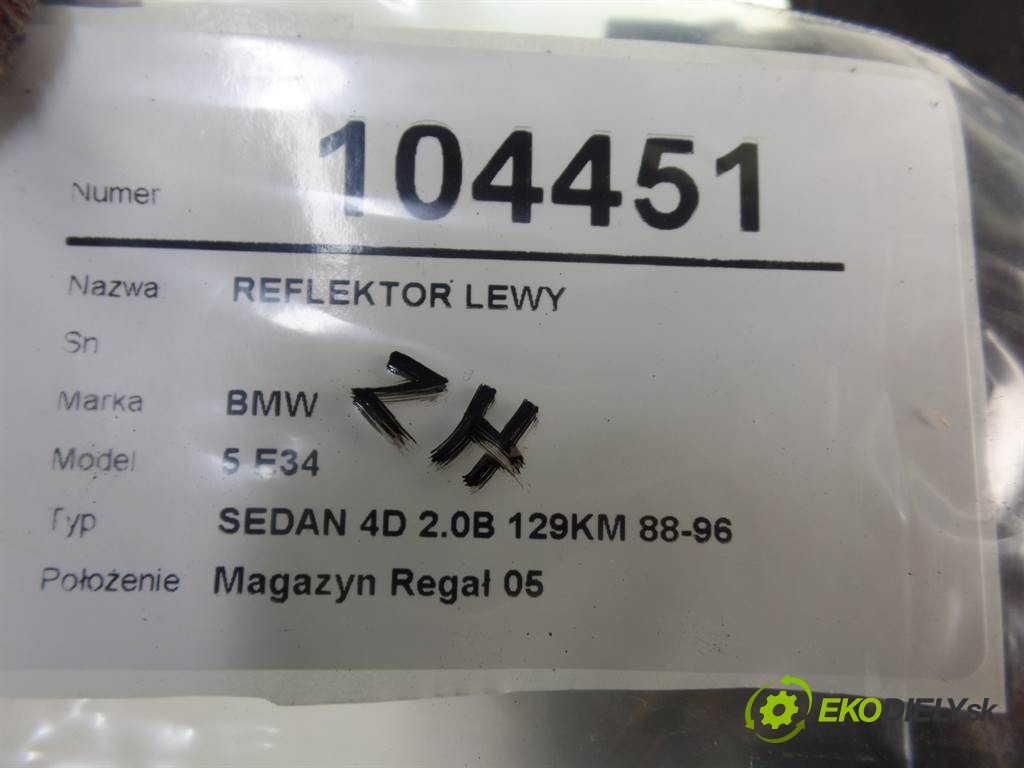 Numer 104451
Nazwa REFLEKTOR LEWY
Sn
Marka BMW
ZH
Model 5 E34
Typ SEDAN 4D 2.0B 129KM 88-96
Położenie Magazyn Regał 05
EKODIELY.sk